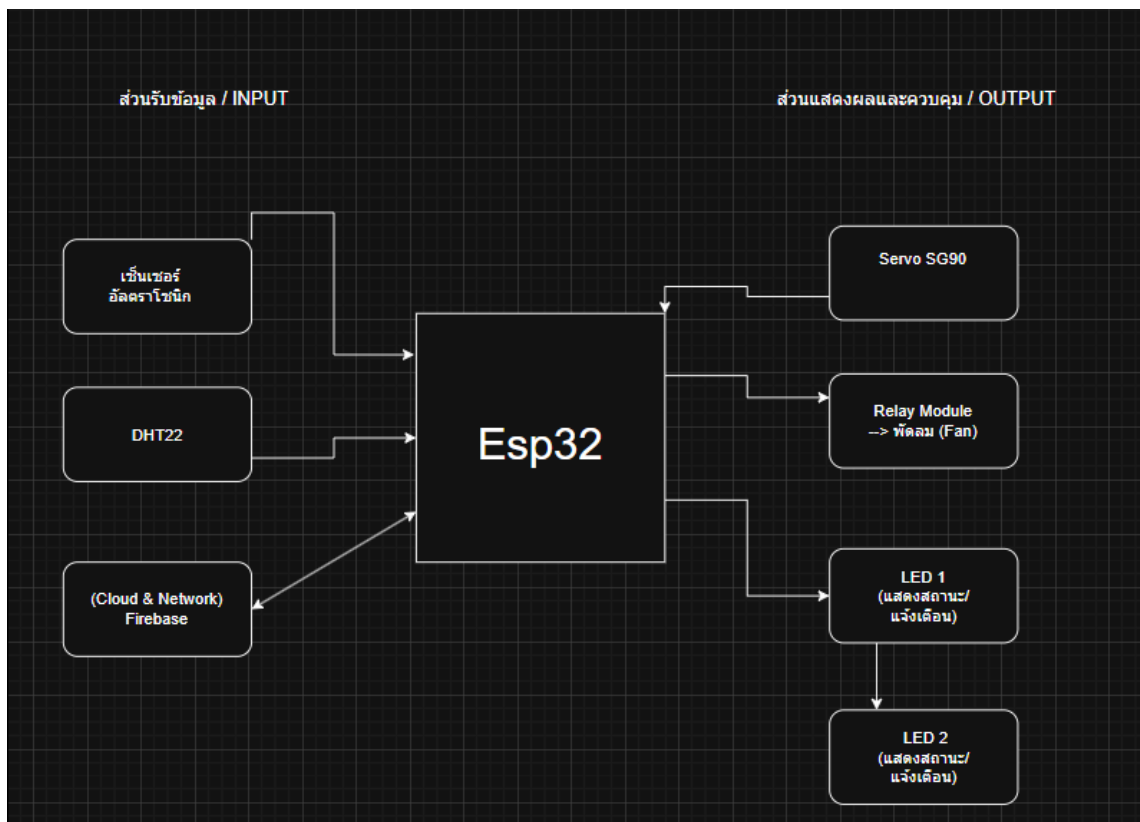 ส่วนรับข้อมูล / INPUT
ส่วนแสดงผลและควบคุม / OUTPUT
เซ็นเซอร์
อัลตราโซนิก
DHT22
(Cloud & Network)
Firebase
Esp32
Servo SG90
Relay Module
--> พัดลม (Fan)
LED 1
(แสดงสถานะ/
แจ้งเตือน)
LED 2
(แสดงสถานะ/
แจ้งเตือน)